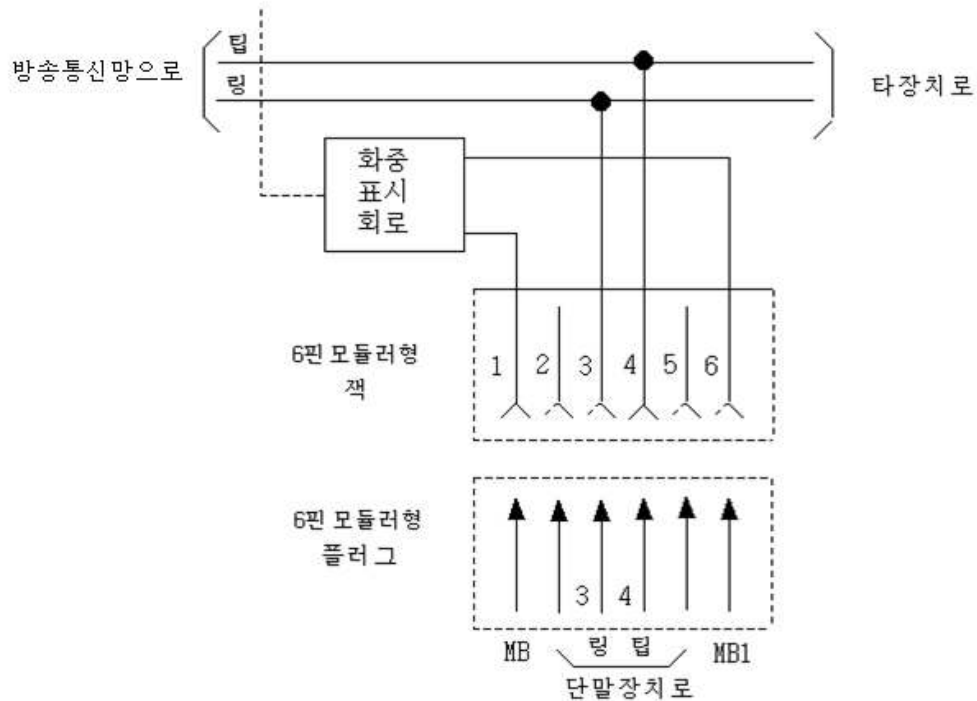 팁
방송통신망으로
링
타장치로
화중
표시
회로
6핀 모듈러형
잭
1 2 3 4 5 6
6핀 모듈러형
플러그
3 4
MB 링 팁 MB1
단말장치로